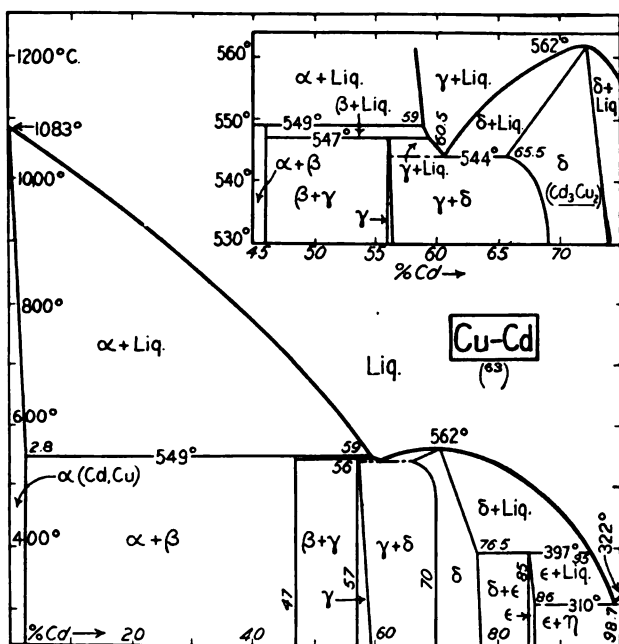 560°
562°
1200°C.
α+Liq.
γ+Liq.
β+Liq.
δ+Liq
δ+Liq.
550°
549°
59
60.5
1083°
547°
γ+Liq.
544°
65.5
540°
α+β
δ
(Cd₃Cu₂)
1000°
β+γ
γ+δ
γ
530°
45
50
55
60
65
70
%Cd→
800°
Cu-Cd
(63)
α+Liq.
Liq.
600°
2.8
549°
59
562°
56
α(Cd,Cu)
δ+Liq.
322°
400°
α+β
β+γ
γ+δ
76.5
397°
95
ε+Liq.
47
57
70
δ
δ+ε
85
γ
ε
86
310°
ε+η
98.7
%Cd→
20
40
60
80